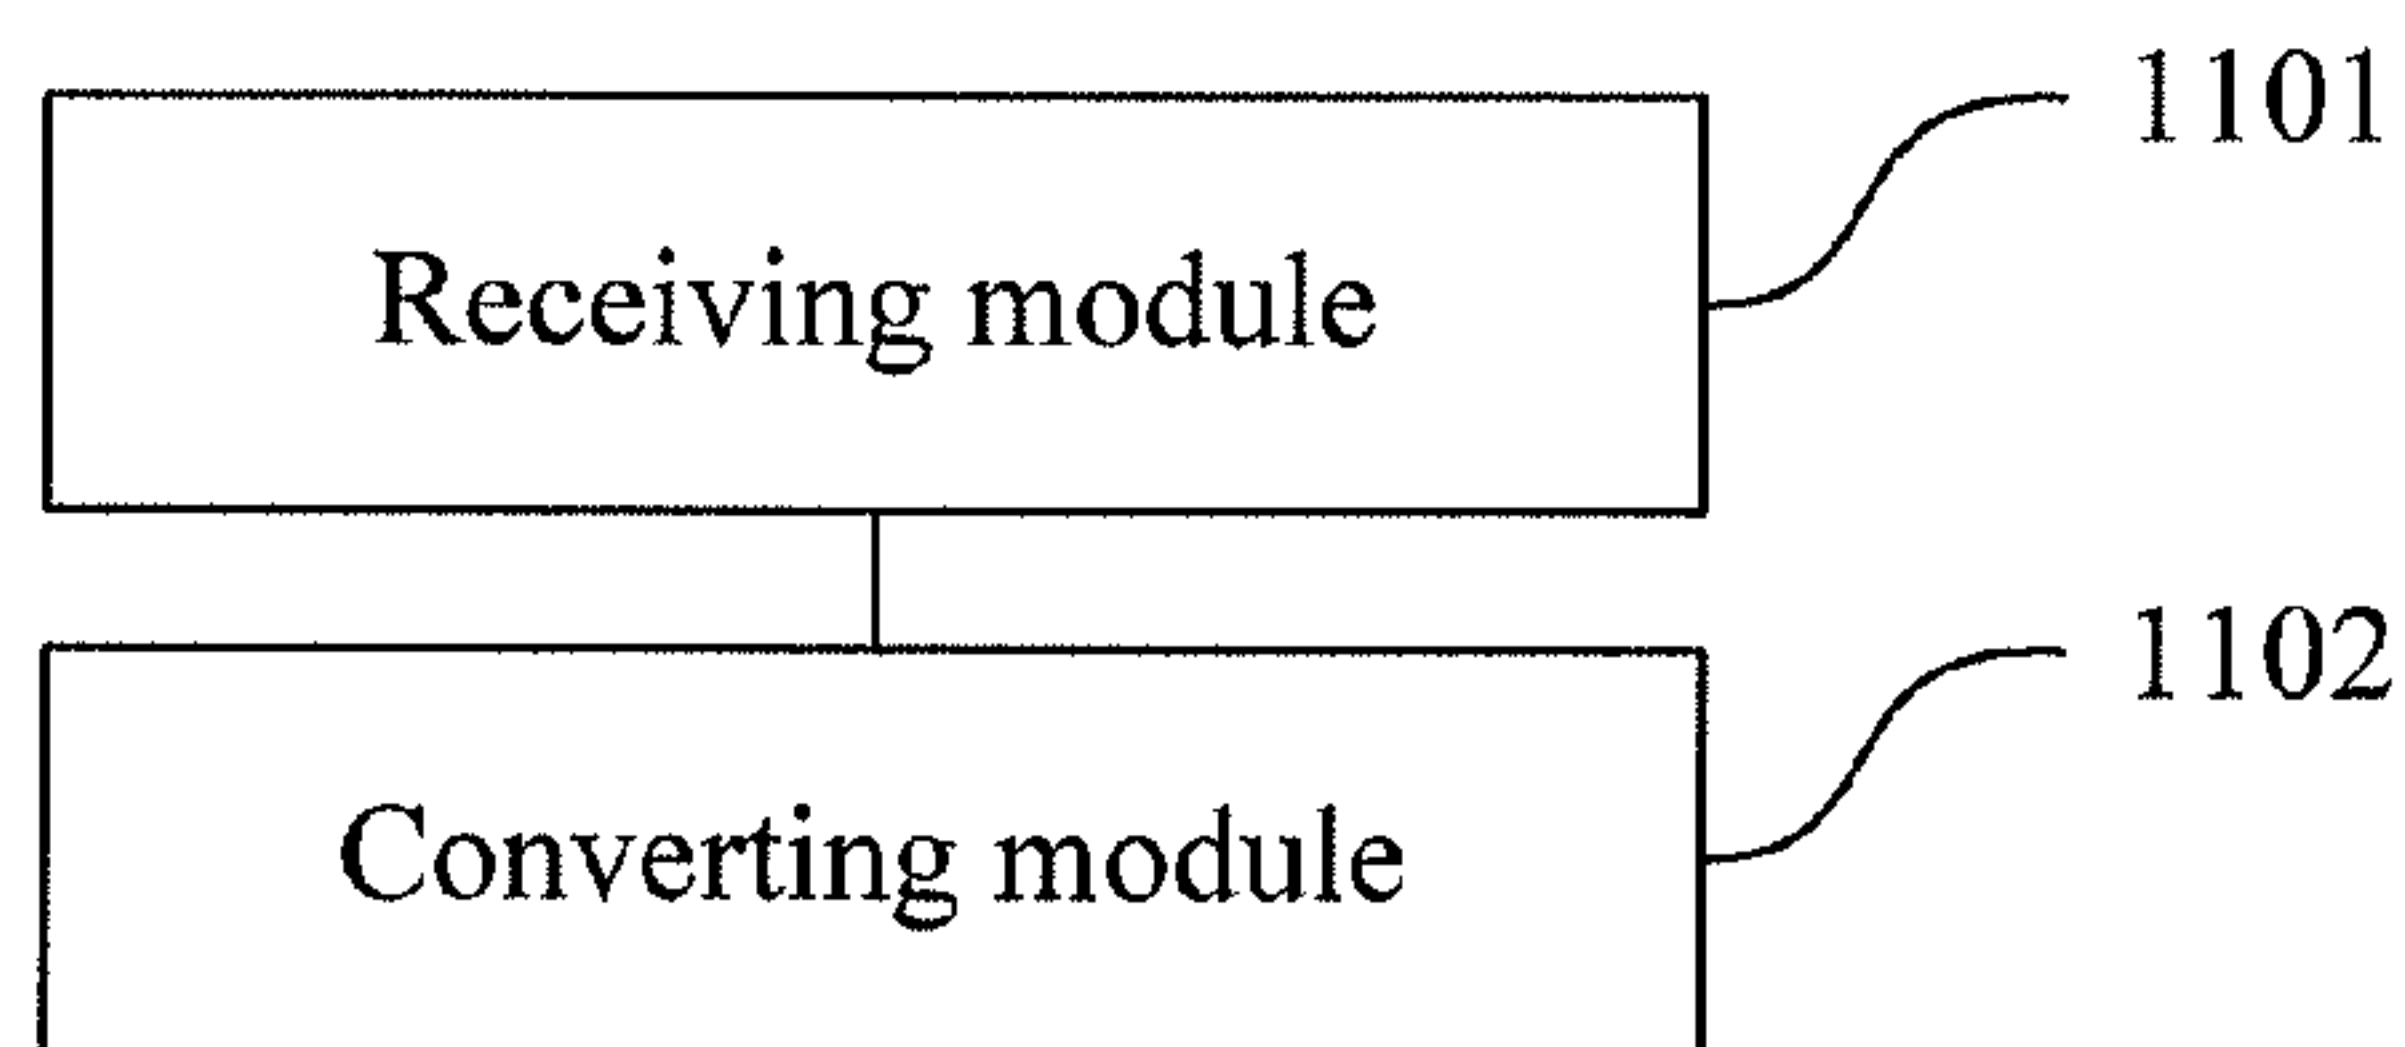 1101
Receiving module
1102
Converting module